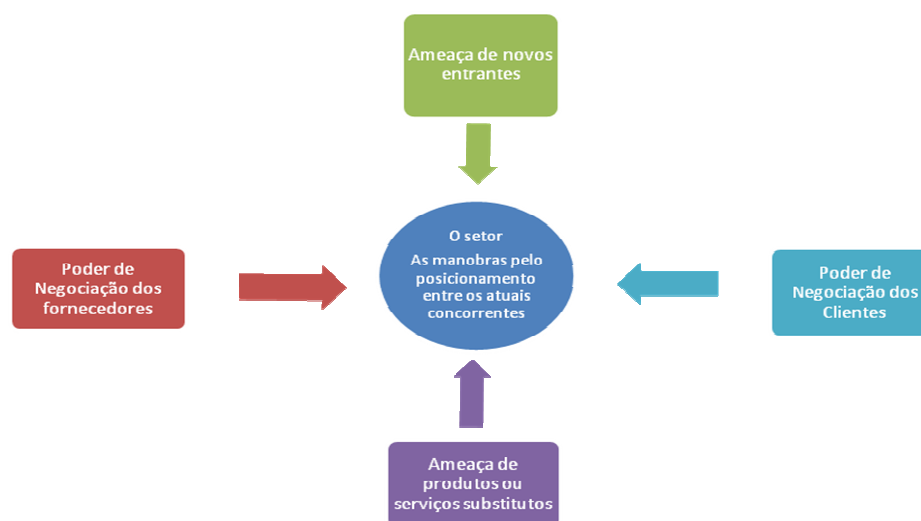 Ameaça de novos
entrantes
O setor
As manobras pelo
posicionamento
entre os atuais
concorrentes
Poder de
Negociação dos
fornecedores
Poder de
Negociação dos
Clientes
Ameaça de
produtos ou
serviços substitutos